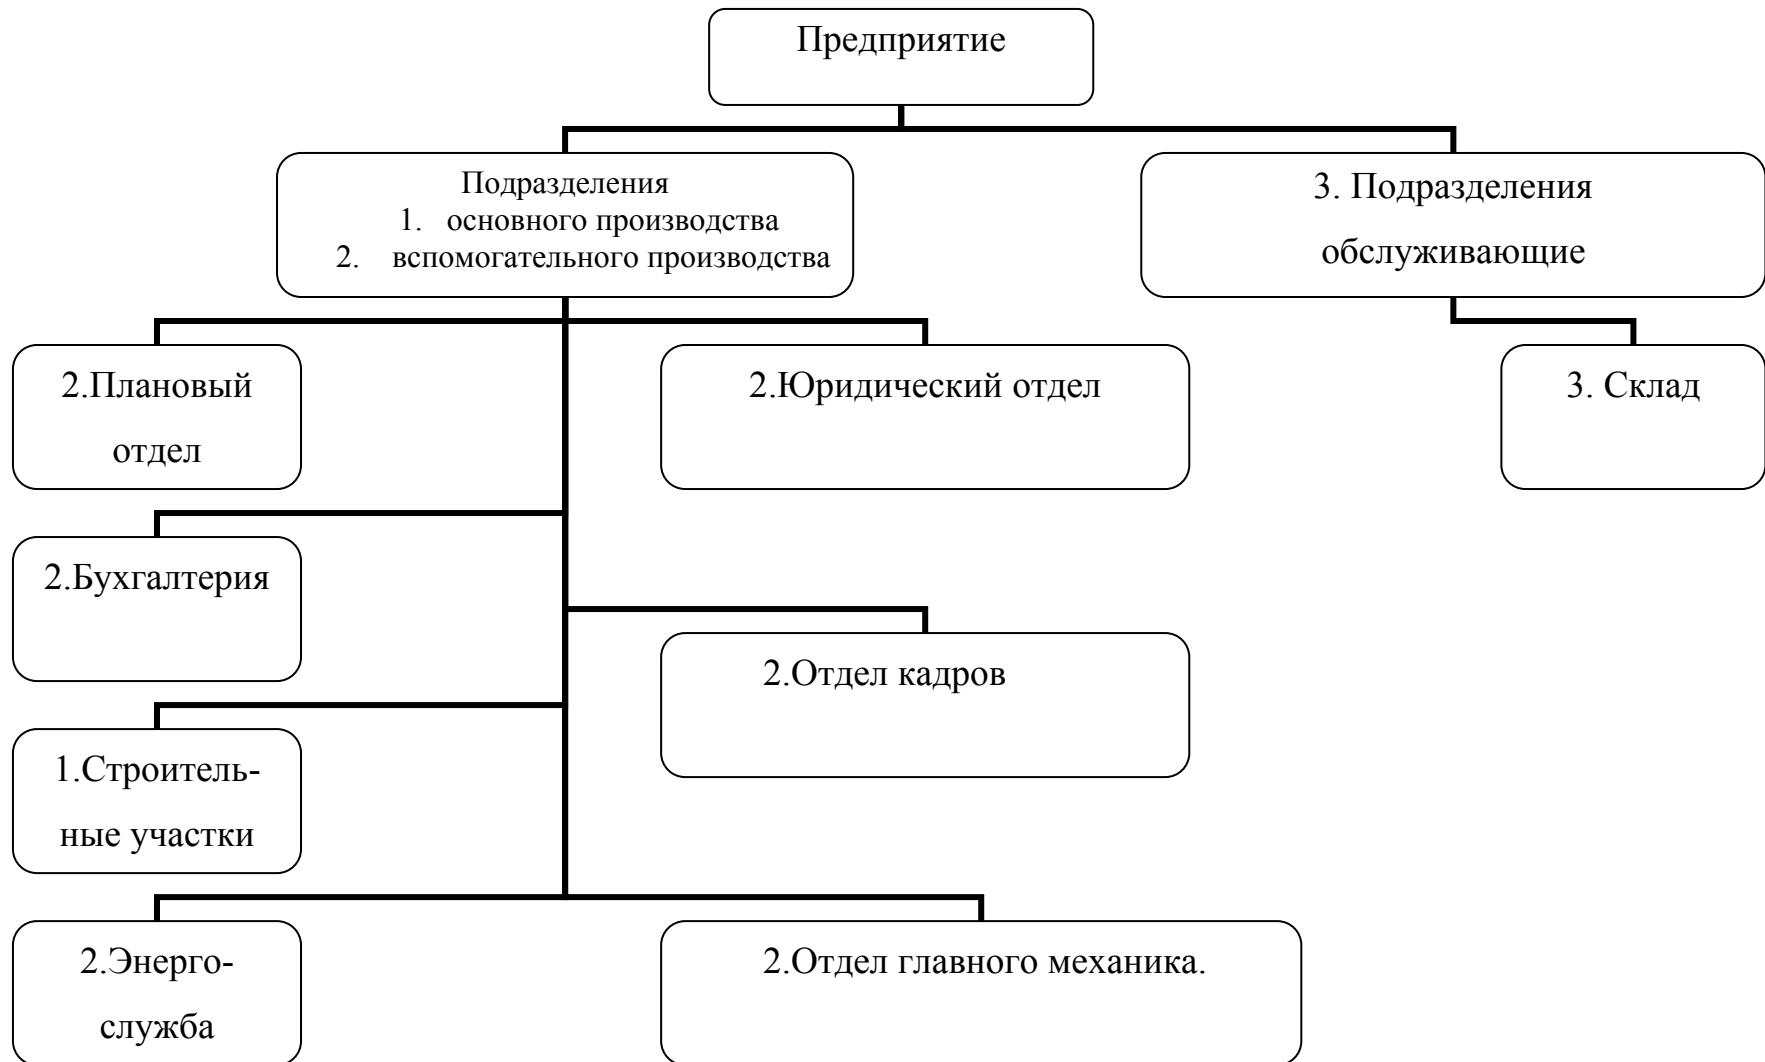 Предприятие
Подразделения
1. основного производства
2. вспомогательного производства
3. Подразделения
обслуживающие
2.Плановый
отдел
2.Юридический отдел
3. Склад
2.Бухгалтерия
2.Отдел кадров
1.Строитель-
ные участки
2.Энерго-
служба
2.Отдел главного механика.